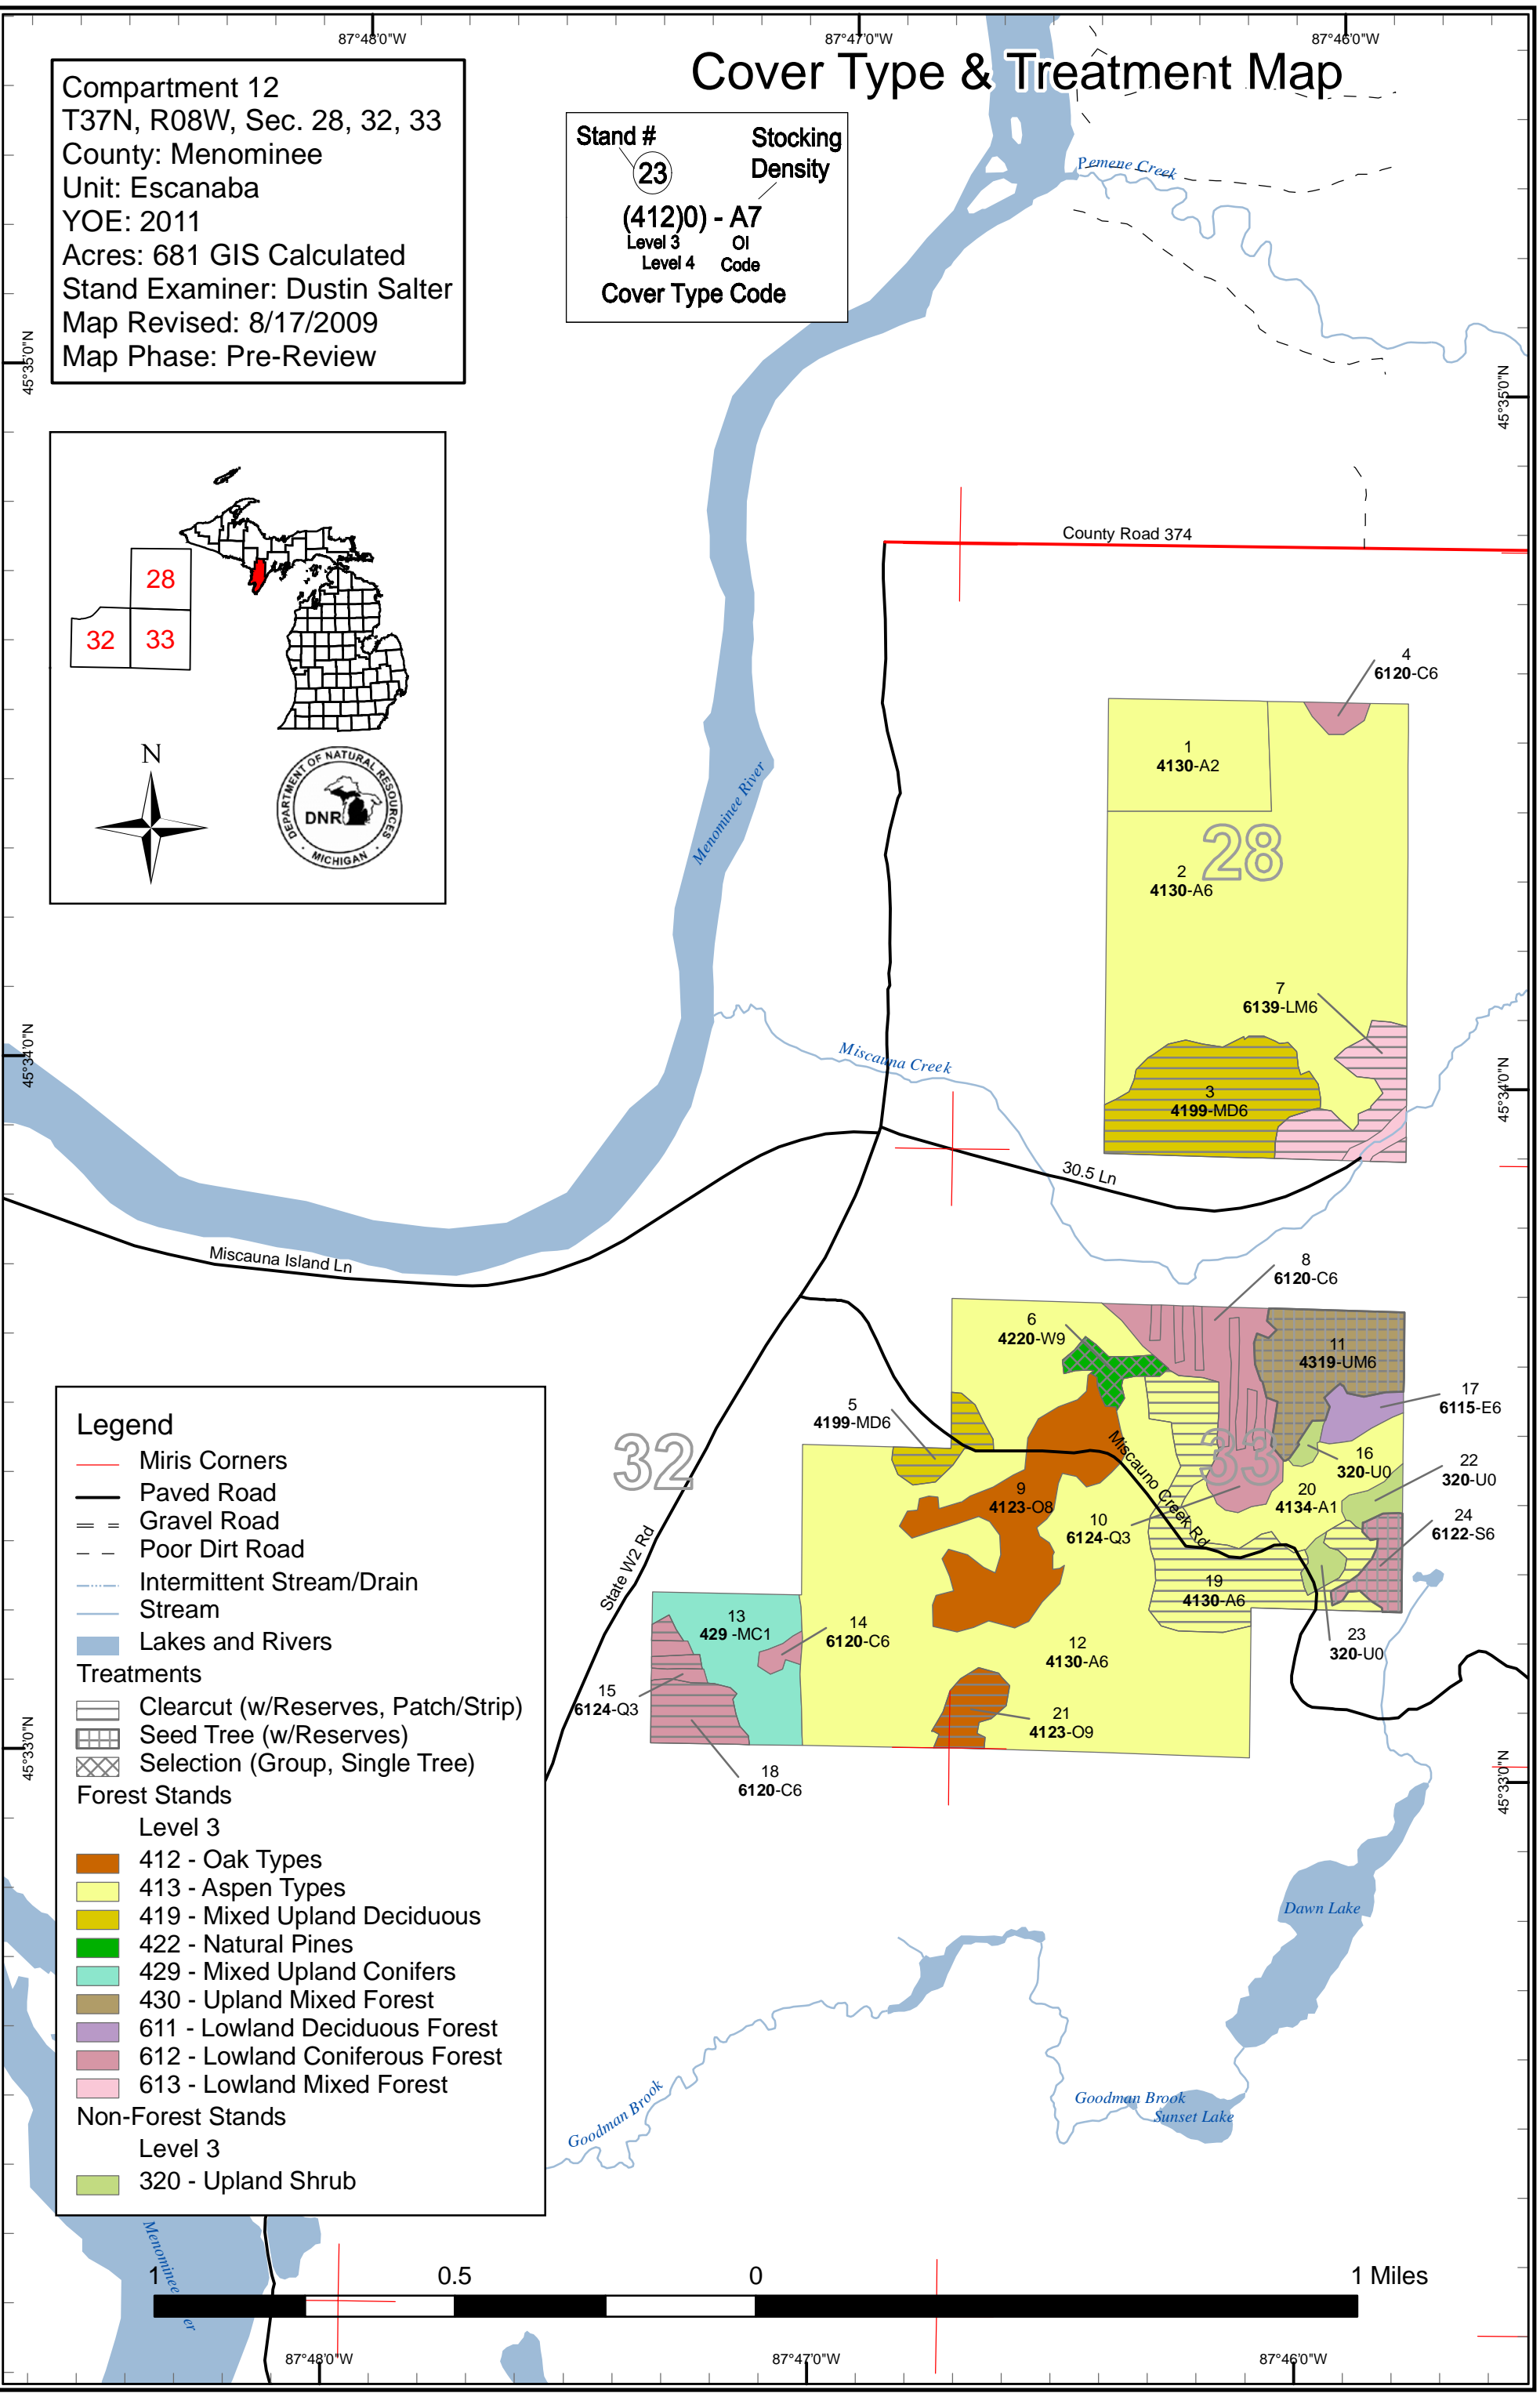 87°48'0"W
87°47'0"W
87°46'0"W
Cover Type & Treatment Map
Compartment 12
T37N, R08W, Sec. 28, 32, 33
County: Menominee
Unit: Escanaba
YOE: 2011
Acres: 681 GIS Calculated
Stand Examiner: Dustin Salter
Map Revised: 8/17/2009
Map Phase: Pre-Review
Stand #
Stocking
Density
23
(412)0) - A7
Level 3
OI
Level 4
Code
Cover Type Code
Pemene Creek
45°35'0"N
45°35'0"N
28
32
33
N
DEPARTMENT OF NATURAL RESOURCES
DNR
MICHIGAN
County Road 374
4
6120-C6
1
4130-A2
28
2
4130-A6
Menominee River
7
6139-LM6
3
4199-MD6
Miscauna Creek
45°34'0"N
45°34'0"N
30.5 Ln
Miscauna Island Ln
8
6120-C6
6
4220-W9
11
4319-UM6
17
6115-E6
5
4199-MD6
32
33
16
320-U0
22
320-U0
9
4123-O8
Miscauno Creek Rd
20
4134-A1
10
6124-Q3
24
6122-S6
State W2 Rd
19
4130-A6
13
429 -MC1
14
6120-C6
12
4130-A6
23
320-U0
15
6124-Q3
21
4123-O9
18
6120-C6
45°33'0"N
45°33'0"N
Legend
Miris Corners
Paved Road
Gravel Road
Poor Dirt Road
Intermittent Stream/Drain
Stream
Lakes and Rivers
Treatments
Clearcut (w/Reserves, Patch/Strip)
Seed Tree (w/Reserves)
Selection (Group, Single Tree)
Forest Stands
Level 3
412 - Oak Types
413 - Aspen Types
419 - Mixed Upland Deciduous
422 - Natural Pines
429 - Mixed Upland Conifers
430 - Upland Mixed Forest
611 - Lowland Deciduous Forest
612 - Lowland Coniferous Forest
613 - Lowland Mixed Forest
Non-Forest Stands
Level 3
320 - Upland Shrub
Dawn Lake
Goodman Brook
Goodman Brook
Sunset Lake
Menominee
er
1
0.5
0
1 Miles
87°48'0"W
87°47'0"W
87°46'0"W